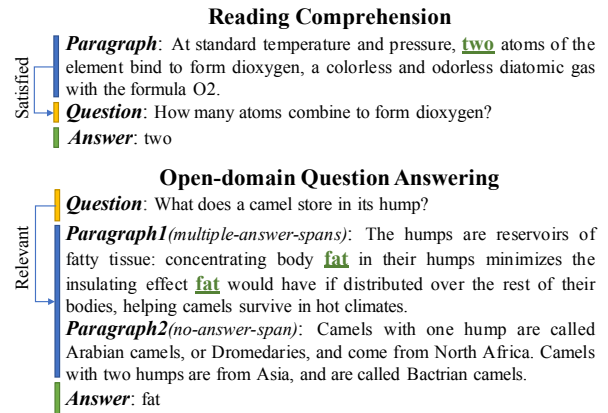 Reading Comprehension
Paragraph: At standard temperature and pressure, two atoms of the
element bind to form dioxygen, a colorless and odorless diatomic gas
with the formula O2.
Satisfied
Question: How many atoms combine to form dioxygen?
Answer: two
Open-domain Question Answering
Question: What does a camel store in its hump?
Relevant
Paragraph1(multiple-answer-spans): The humps are reservoirs of
fatty tissue: concentrating body fat in their humps minimizes the
insulating effect fat would have if distributed over the rest of their
bodies, helping camels survive in hot climates.
Paragraph2(no-answer-span): Camels with one hump are called
Arabian camels, or Dromedaries, and come from North Africa. Camels
with two humps are from Asia, and are called Bactrian camels.
Answer: fat